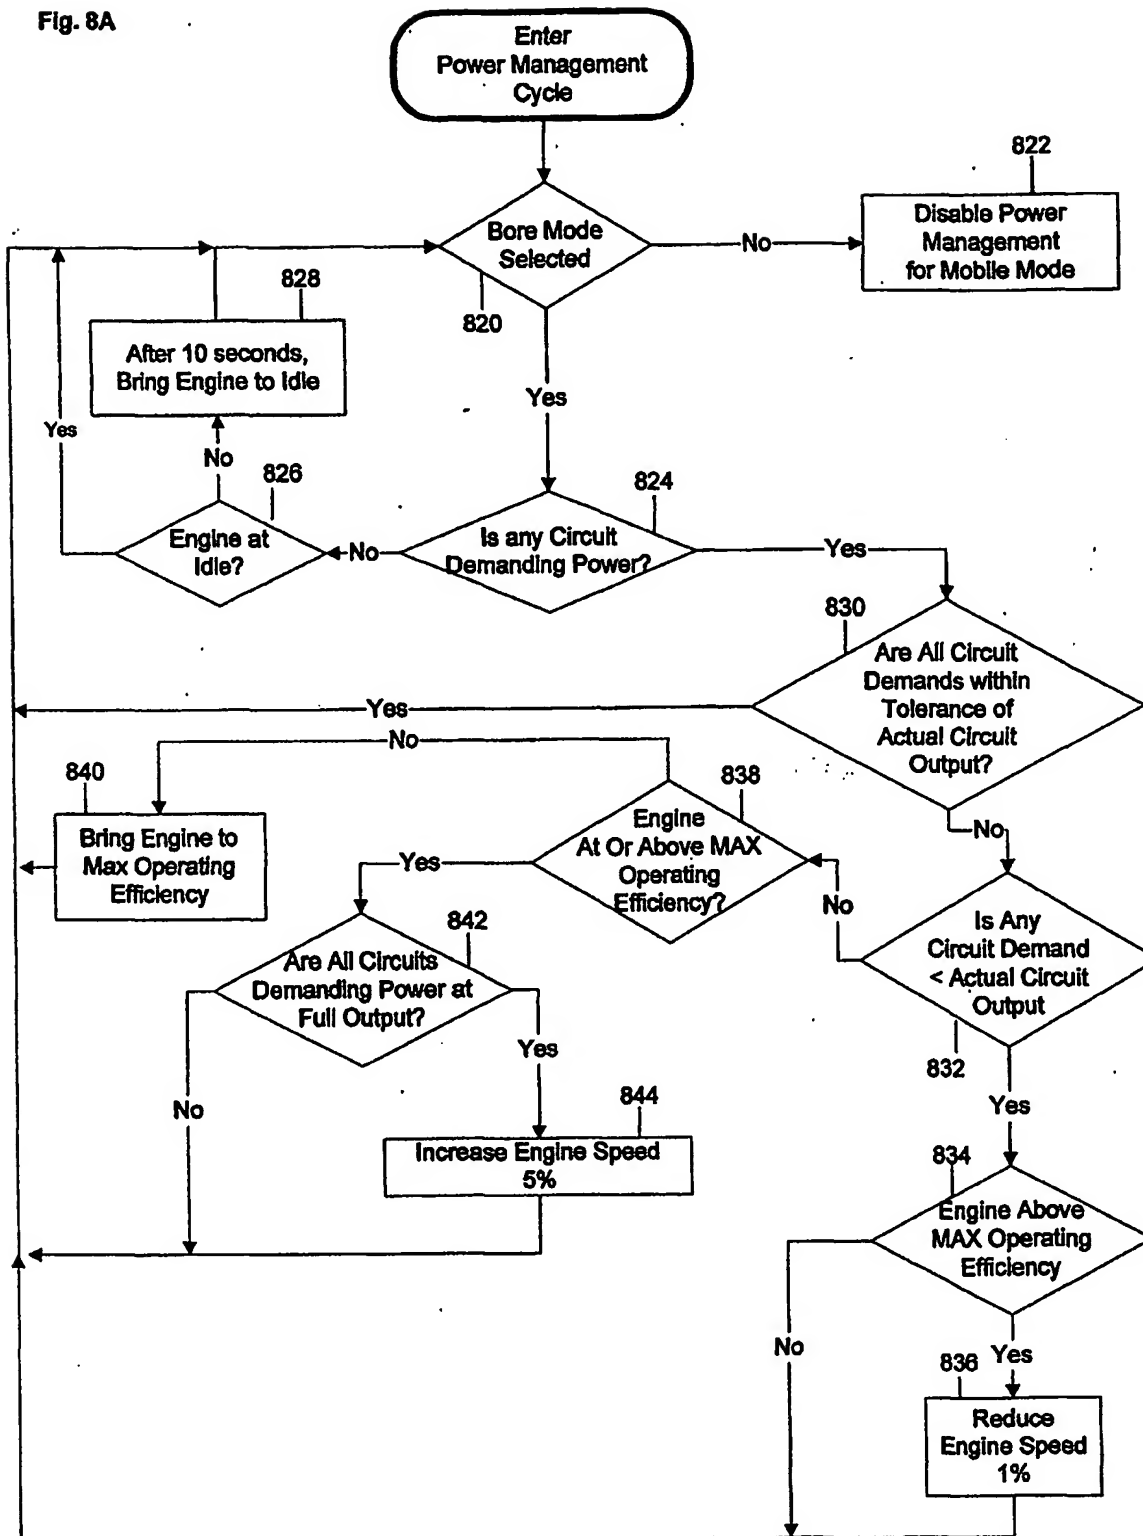 Fig. 8A
Enter
Power Management
Cycle
822
Bore Mode
Selected
No
Disable Power
Management
for Mobile Mode
828
820
After 10 seconds,
Bring Engine to Idle
Yes
Yes
No
826
824
Engine at
Idle?
No
Is any Circuit
Demanding Power?
Yes
830
Are All Circuit
Demands within
Tolerance of
Actual Circuit
Output?
Yes
No
840
838
Bring Engine to
Max Operating
Efficiency
Engine
At Or Above MAX
Operating
Efficiency?
No
Yes
No
842
Are All Circuits
Demanding Power at
Full Output?
Is Any
Circuit Demand
< Actual Circuit
Output
832
Yes
No
Yes
844
Increase Engine Speed
5%
834
Engine Above
MAX Operating
Efficiency
No
Yes
836
Reduce
Engine Speed
1%